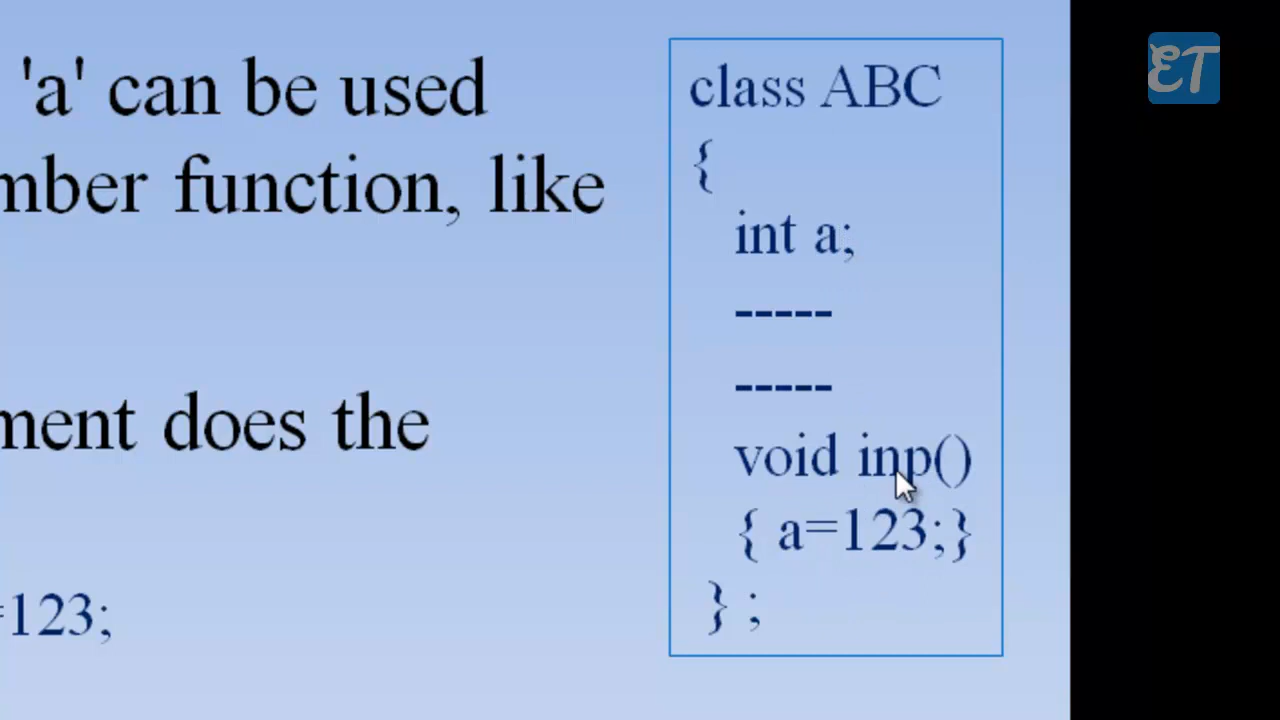 'a' can be used
mber function, like
ment does the
=123;
class ABC
{
int a;
-----
-----
void inp()
{ a=123;}
} ;
ET